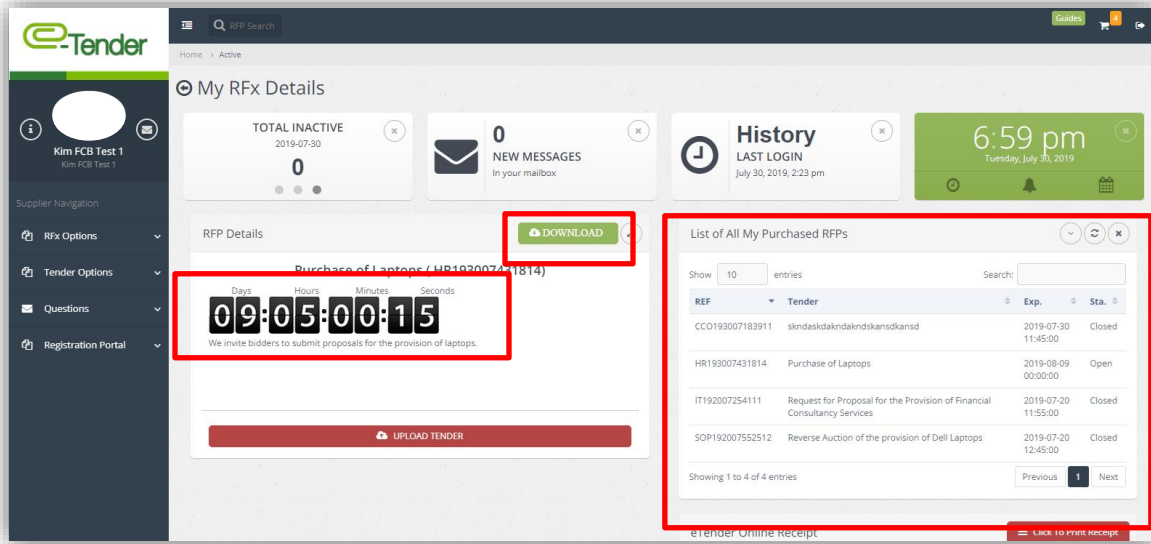 e-Tender
RFP Search
Guides
4
Home > Active
My RFx Details
Kim FCB Test 1
Kim FCB Test 1
Supplier Navigation
RFx Options
Tender Options
Questions
Registration Portal
TOTAL INACTIVE
2019-07-30
0
0
NEW MESSAGES
In your mailbox
History
LAST LOGIN
July 30, 2019, 2:23 pm
6:59 pm
Tuesday, July 30, 2019
RFP Details
DOWNLOAD
Purchase of Laptops ( HR193007431814)
Days Hours Minutes Seconds
09:05:00:15
We invite bidders to submit proposals for the provision of laptops.
UPLOAD TENDER
List of All My Purchased RFPs
Show 10 entries Search:
REF Tender Exp. Sta.
CCO193007183911 skndaskdakndakndskansdkansd 2019-07-30 Closed
11:45:00
HR193007431814 Purchase of Laptops 2019-08-09 Open
00:00:00
IT192007254111 Request for Proposal for the Provision of Financial 2019-07-20 Closed
Consultancy Services 11:55:00
SOP192007552512 Reverse Auction of the provision of Dell Laptops 2019-07-20 Closed
12:45:00
Showing 1 to 4 of 4 entries Previous 1 Next
eTender Online Receipt Click To Print Receipt